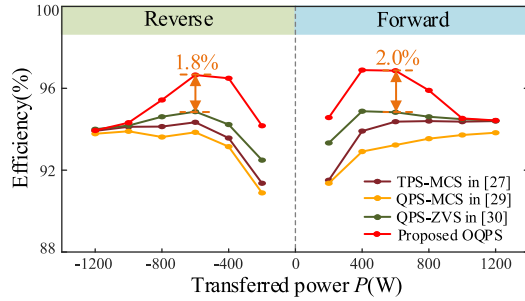 Reverse
Forward
Efficiency(%)
100
96
92
88
1.8%
2.0%
TPS-MCS in [27]
QPS-MCS in [29]
QPS-ZVS in [30]
Proposed OQPS
-1200 -800 -400 0 400 800 1200
Transferred power P(W)